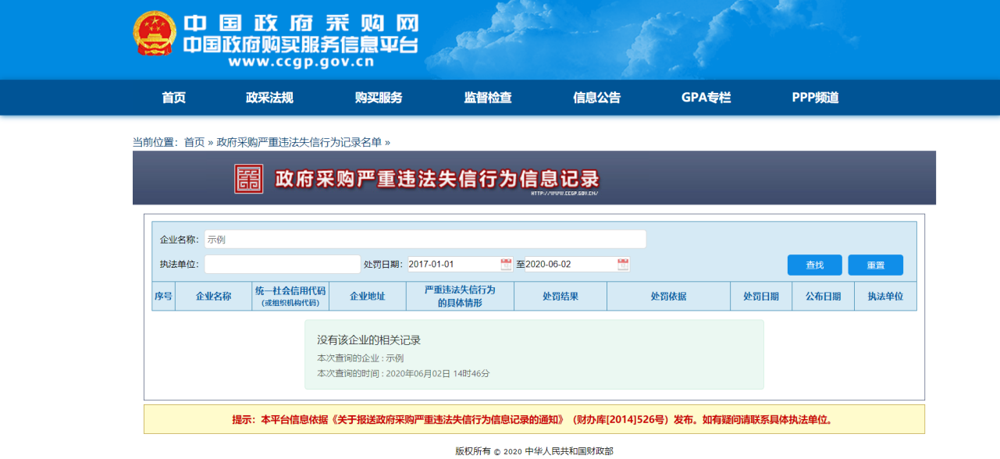 中国政府采购网
中国政府购买服务信息平台
www.ccgp.gov.cn
首页 政采法规 购买服务 监督检查 信息公告 GPA专栏 PPP频道
当前位置：首页 » 政府采购严重违法失信行为记录名单 »
政府采购严重违法失信行为信息记录
HTTP://WWW.CCGP.GOV.CN/
企业名称： 示例
执法单位： 处罚日期： 2017-01-01 至 2020-06-02 查找 重置
序号 企业名称 统一社会信用代码 (或组织机构代码) 企业地址 严重违法失信行为 的具体情形 处罚结果 处罚依据 处罚日期 公布日期 执法单位
没有该企业的相关记录
本次查询的企业 : 示例
本次查询的时间 : 2020年06月02日 14时46分
提示：本平台信息依据《关于报送政府采购严重违法失信行为信息记录的通知》（财办库[2014]526号）发布。如有疑问请联系具体执法单位。
版权所有 © 2020 中华人民共和国财政部